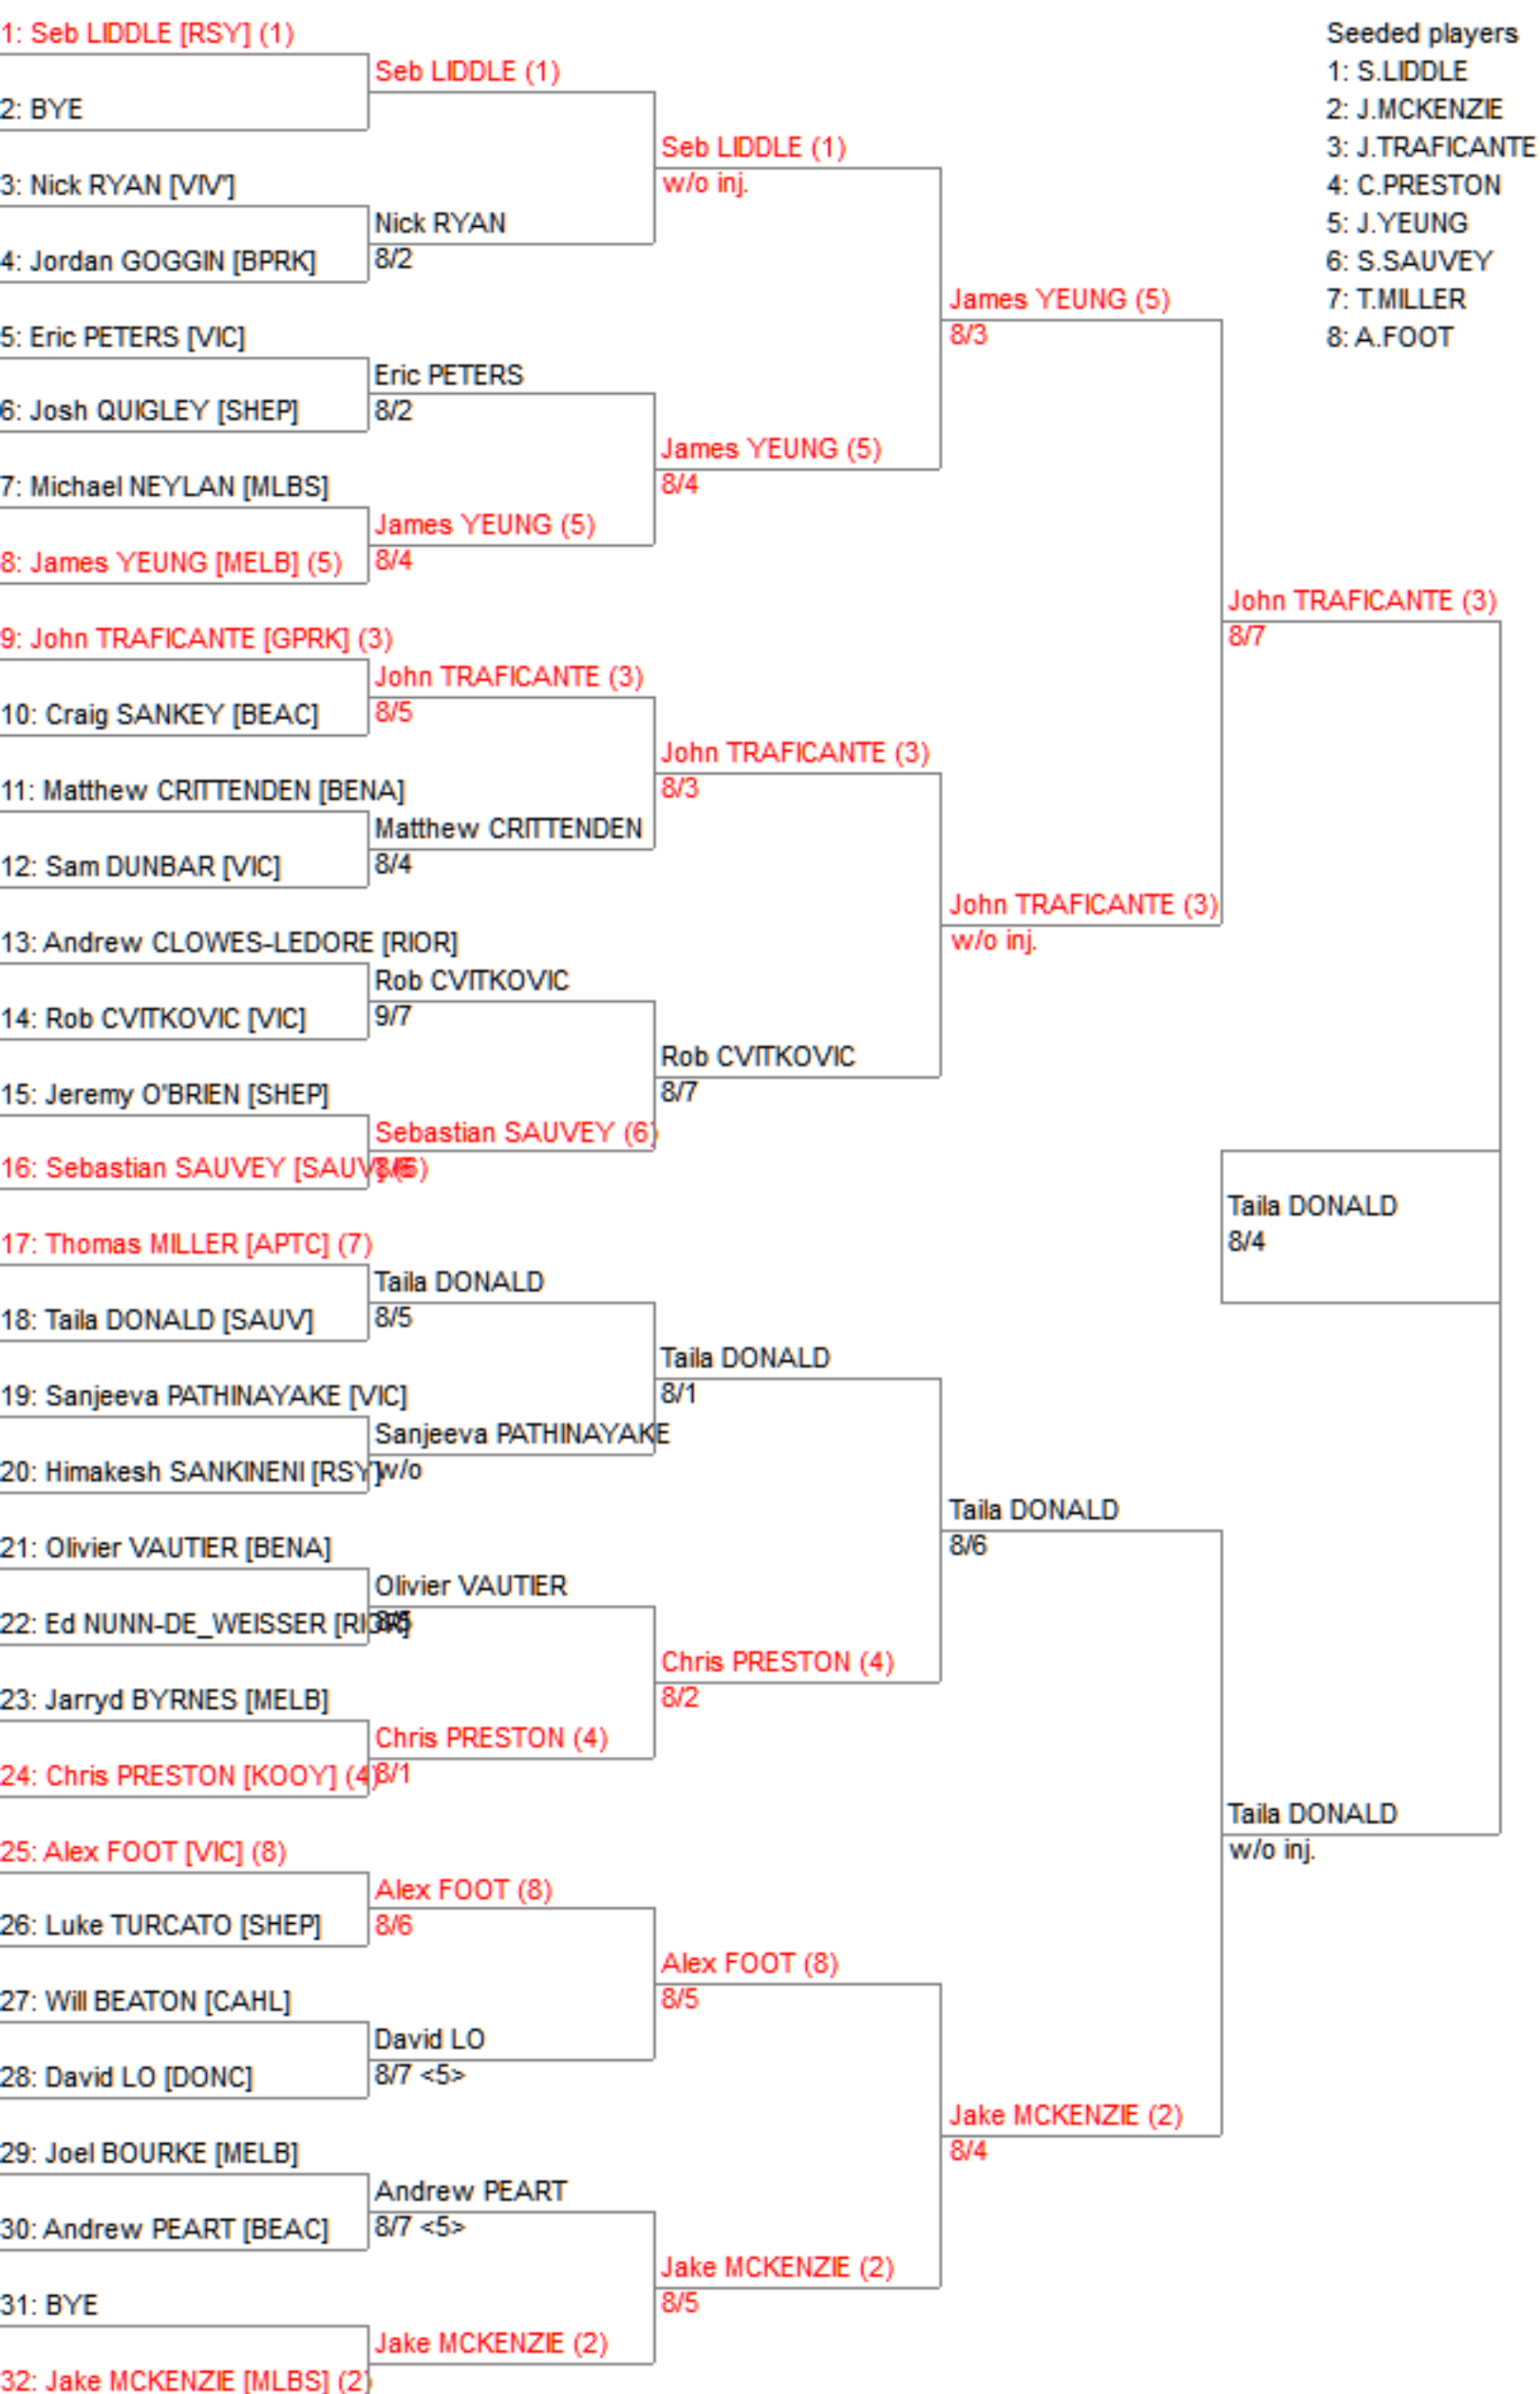 1: Seb LIDDLE [RSY] (1)
2: BYE
3: Nick RYAN [VIV']
4: Jordan GOGGIN [BPRK]
5: Eric PETERS [VIC]
6: Josh QUIGLEY [SHEP]
7: Michael NEYLAN [MLBS]
8: James YEUNG [MELB] (5)
9: John TRAFICANTE [GPRK] (3)
10: Craig SANKEY [BEAC]
11: Matthew CRITTENDEN [BENA]
12: Sam DUNBAR [VIC]
13: Andrew CLOWES-LEDORE [RIOR]
14: Rob CVITKOVIC [VIC]
15: Jeremy O'BRIEN [SHEP]
16: Sebastian SAUVEY [SAUV] (6)
17: Thomas MILLER [APTC] (7)
18: Taila DONALD [SAUV]
19: Sanjeeva PATHINAYAKE [VIC]
20: Himakesh SANKINENI [RSY]
21: Olivier VAUTIER [BENA]
22: Ed NUNN-DE_WEISSER [RIOR]
23: Jarryd BYRNES [MELB]
24: Chris PRESTON [KOOY] (4)
25: Alex FOOT [VIC] (8)
26: Luke TURCATO [SHEP]
27: Will BEATON [CAHL]
28: David LO [DONC]
29: Joel BOURKE [MELB]
30: Andrew PEART [BEAC]
31: BYE
32: Jake MCKENZIE [MLBS] (2)
Seb LIDDLE (1)
Nick RYAN
8/2
Eric PETERS
8/2
James YEUNG (5)
8/4
John TRAFICANTE (3)
8/5
Matthew CRITTENDEN
8/4
Rob CVITKOVIC
9/7
Sebastian SAUVEY (6)
Taila DONALD
8/5
Sanjeeva PATHINAYAKE
w/o
Olivier VAUTIER
Chris PRESTON (4)
8/1
Alex FOOT (8)
8/6
David LO
8/7 <5>
Andrew PEART
8/7 <5>
Jake MCKENZIE (2)
Seb LIDDLE (1)
w/o inj.
James YEUNG (5)
8/4
John TRAFICANTE (3)
8/3
Rob CVITKOVIC
8/7
Taila DONALD
8/1
Chris PRESTON (4)
8/2
Alex FOOT (8)
8/5
Jake MCKENZIE (2)
8/5
James YEUNG (5)
8/3
John TRAFICANTE (3)
w/o inj.
Taila DONALD
8/6
Jake MCKENZIE (2)
8/4
John TRAFICANTE (3)
8/7
Taila DONALD
8/4
Taila DONALD
w/o inj.
Seeded players
1: S.LIDDLE
2: J.MCKENZIE
3: J.TRAFICANTE
4: C.PRESTON
5: J.YEUNG
6: S.SAUVEY
7: T.MILLER
8: A.FOOT